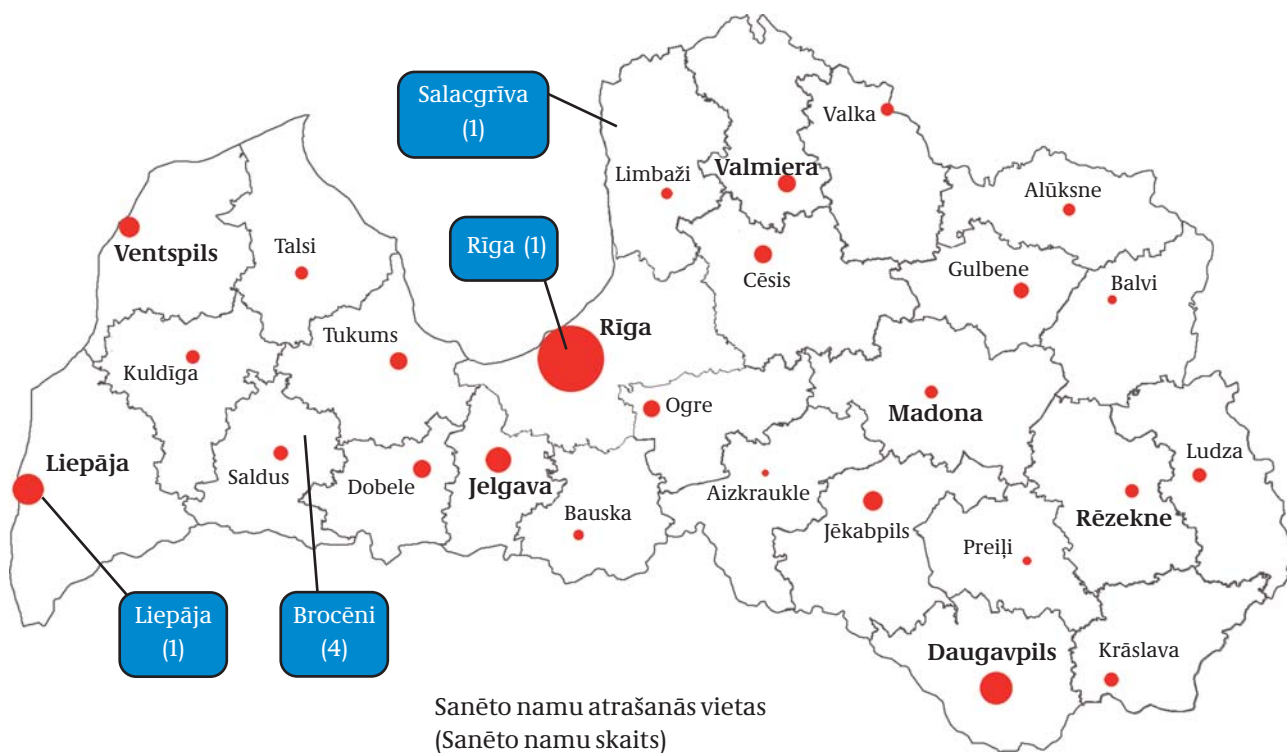 Salacgrīva
(1)
Valka
Limbaži
Valmiera
Alūksne
Rīga (1)
Ventspils
Talsi
Cēsis
Gulbene
Balvi
Rīga
Tukums
Kuldīga
Ogre
Madona
Liepāja
Saldus
Dobele
Jelgava
Bauska
Aizkraukle
Jēkabpils
Ludza
Rēzekne
Preiļi
Liepāja
(1)
Brocēni
(4)
Daugavpils
Krāslava
Sanēto namu atrašanās vietas
(Sanēto namu skaits)